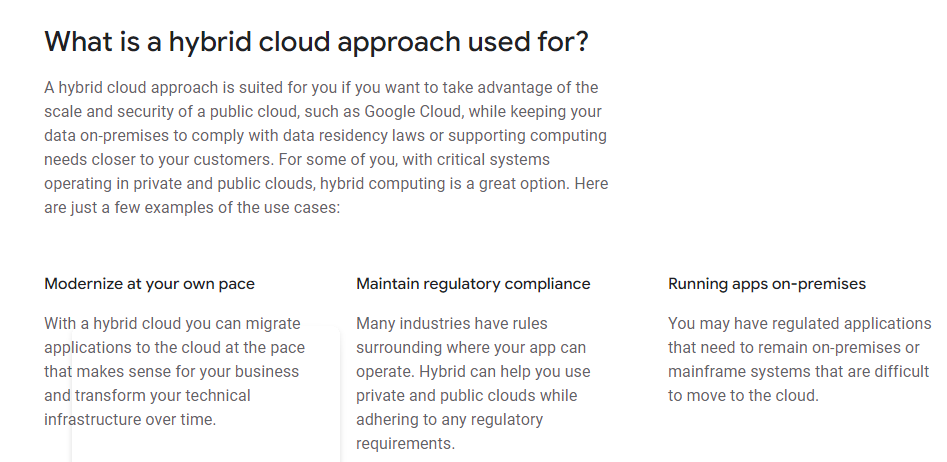 What is a hybrid cloud approach used for?
A hybrid cloud approach is suited for you if you want to take advantage of the
scale and security of a public cloud, such as Google Cloud, while keeping your
data on-premises to comply with data residency laws or supporting computing
needs closer to your customers. For some of you, with critical systems
operating in private and public clouds, hybrid computing is a great option. Here
are just a few examples of the use cases:
Modernize at your own pace
With a hybrid cloud you can migrate
applications to the cloud at the pace
that makes sense for your business
and transform your technical
infrastructure over time.
Maintain regulatory compliance
Many industries have rules
surrounding where your app can
operate. Hybrid can help you use
private and public clouds while
adhering to any regulatory
requirements.
Running apps on-premises
You may have regulated applications
that need to remain on-premises or
mainframe systems that are difficult
to move to the cloud.